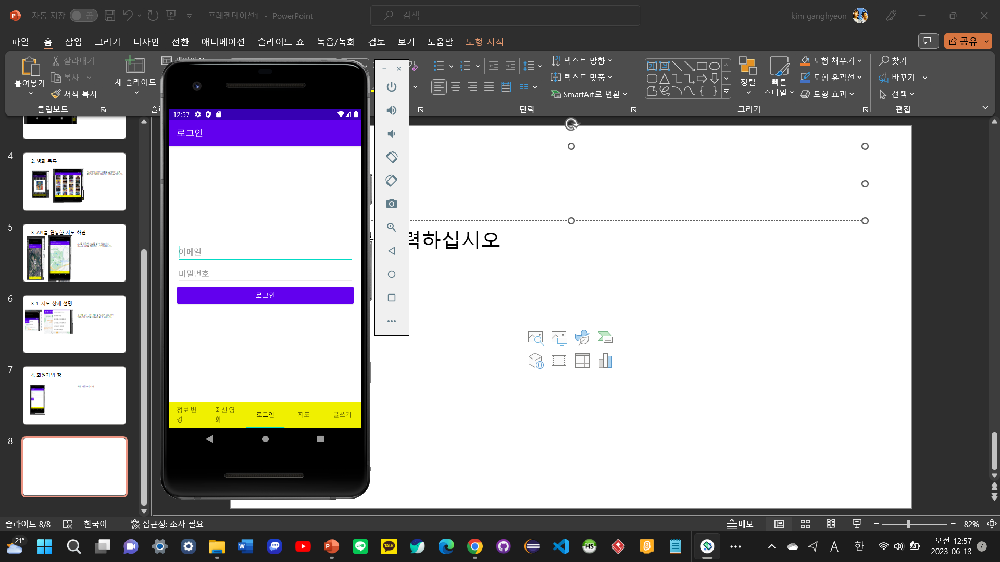 자동 저장 끔 프레젠테이션1 - PowerPoint 검색 kim ganghyeon
파일 홈 삽입 그리기 디자인 전환 애니메이션 슬라이드 쇼 녹음/녹화 검토 보기 도움말 도형 서식 공유
잘라내기 텍스트 방향 도형 채우기 찾기
붙여넣기 복사 새 슬라이드 텍스트 맞춤 정렬 빠른 스타일 도형 윤곽선 바꾸기
서식 복사 SmartArt로 변환 도형 효과 선택
클립보드 단락 그리기 편집
12:57
로그인
이메일
비밀번호
로그인
정보 변경 최신 영화 로그인 지도 글쓰기
력하십시오
4
2. 영화 목록
5
3. API를 연동한 지도 화면
6
3-1. 지도 상세 설명
7
4. 회원가입 창
8
슬라이드 8/8 한국어 접근성: 조사 필요 메모 82%
21° LINE TALK HS A 한 오전 12:57
2023-06-13 7